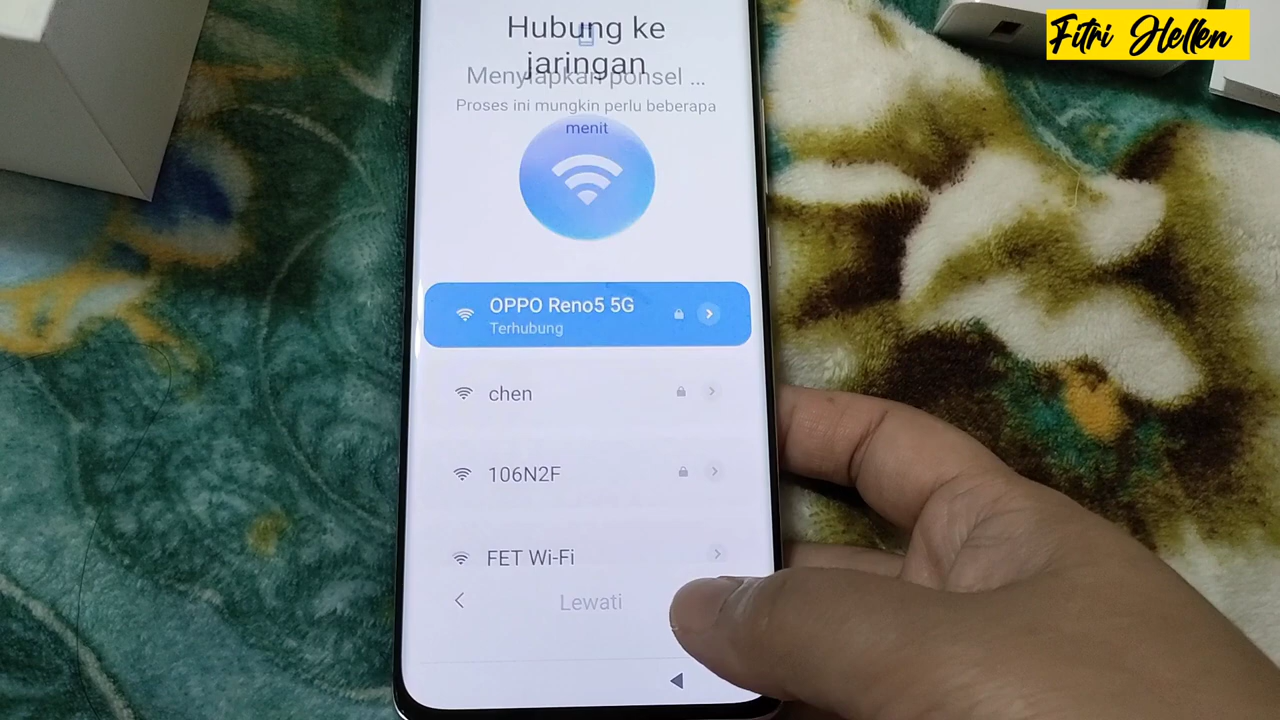 Fitri Hellen
Hubung ke
jaringan
Menyiapkan ponsel ...
Proses ini mungkin perlu beberapa
menit
OPPO Reno5 5G
Terhubung
chen
106N2F
FET Wi-Fi
Lewati